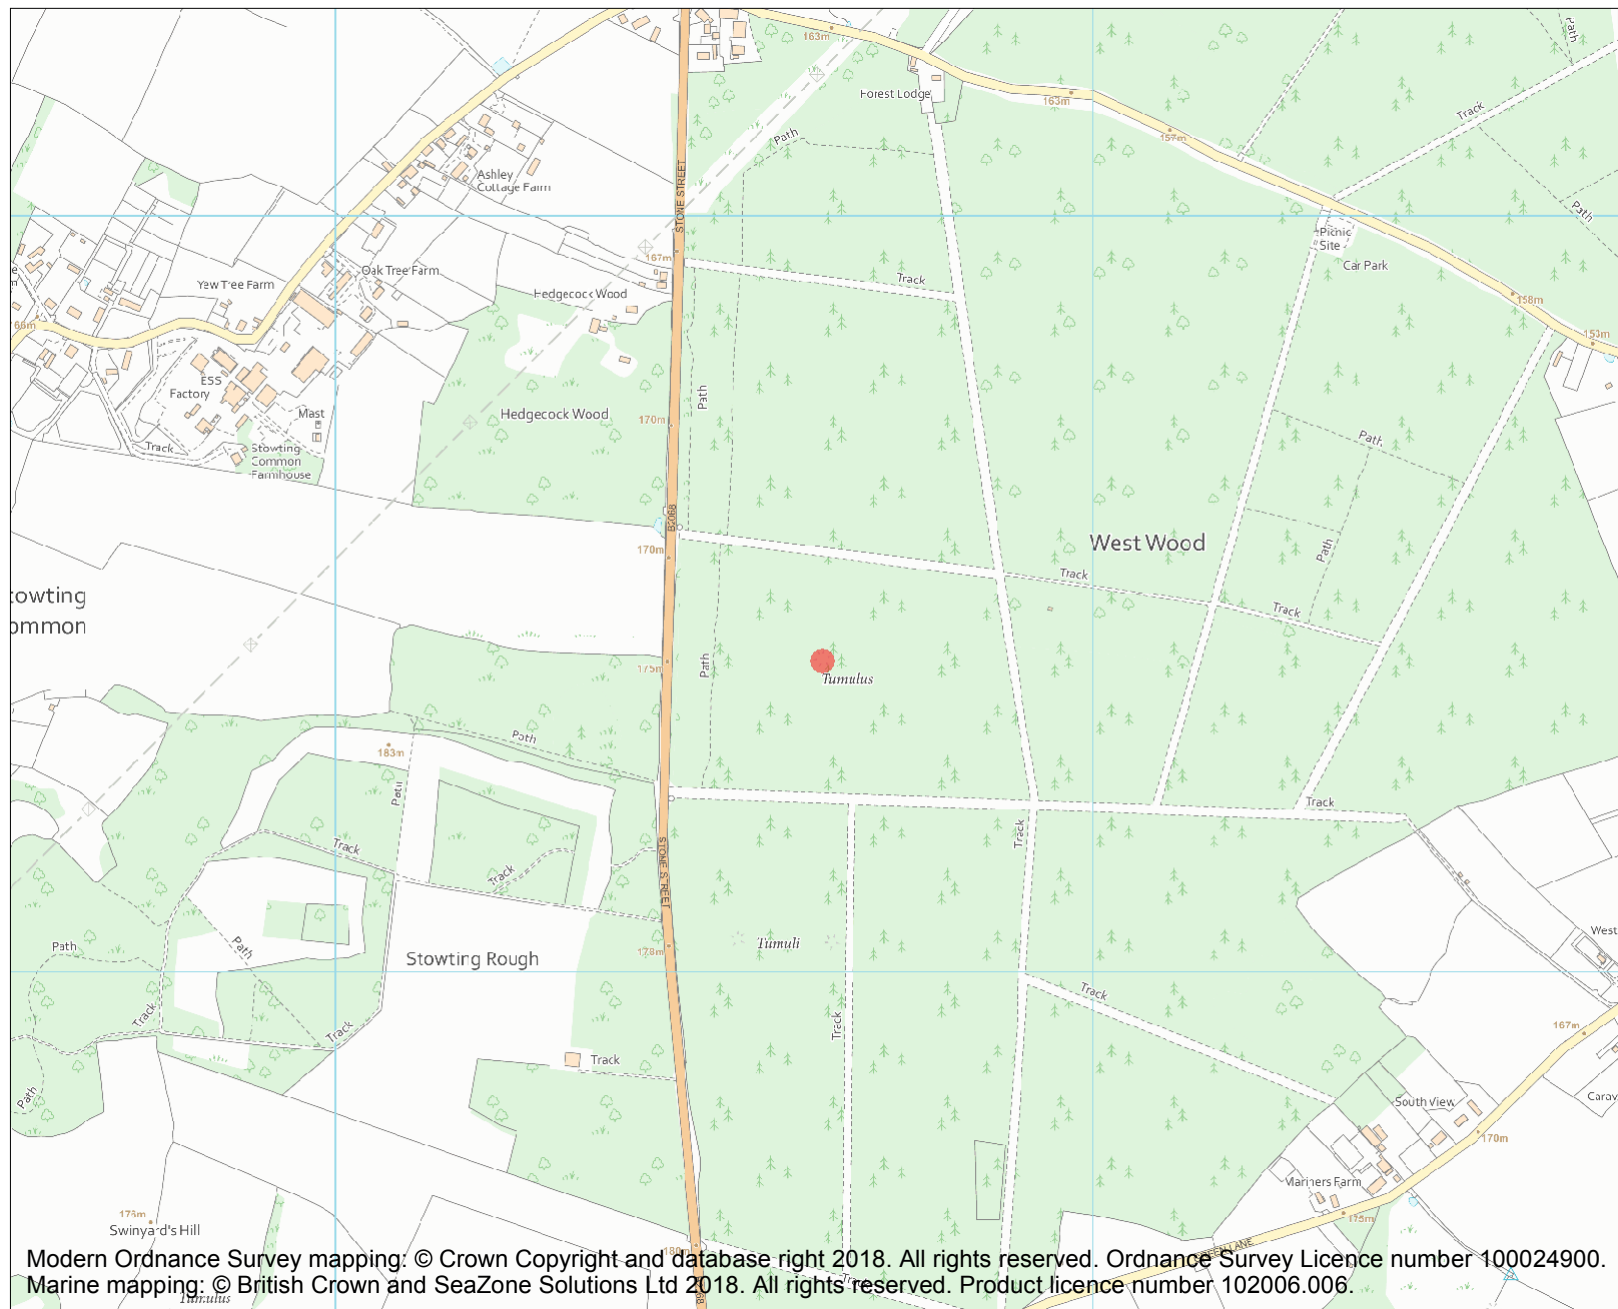 163m
Path
Forest Lodge
163m
Track
Path
157m
Ashley
Cottage Farm
STONE STREET
Path
Picnic
Site
Car Park
167m
Oak Tree Farm
Track
Yew Tree Farm
Hedgecock Wood
158m
153m
ESS
Factory
Path
Hedgecock Wood
Mast
170m
Path
Track
Stowting
Common
Farmhouse
B2068
170m
West Wood
Path
Track
Track
owting
ommon
175m
Path
Tumulus
Path
183m
Path
Track
Track
Track
Track
STONE STREET
Path
Path
Stowting Rough
178m
Tumuli
West
Track
Track
Track
Track
167m
Track
Path
South View
Carav
170m
Mariners Farm
175m
176m
Swinyard's Hill
180m
Modern Ordnance Survey mapping: © Crown Copyright and database right 2018. All rights reserved. Ordnance Survey Licence number 100024900.
Marine mapping: © British Crown and SeaZone Solutions Ltd 2018. All rights reserved. Product licence number 102006.006.
Track
Tumulus